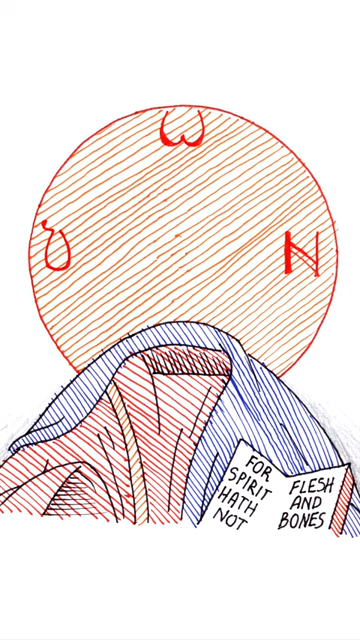 ω
Ὁ N
FOR
SPIRIT
HATH
NOT
FLESH
AND
BONES